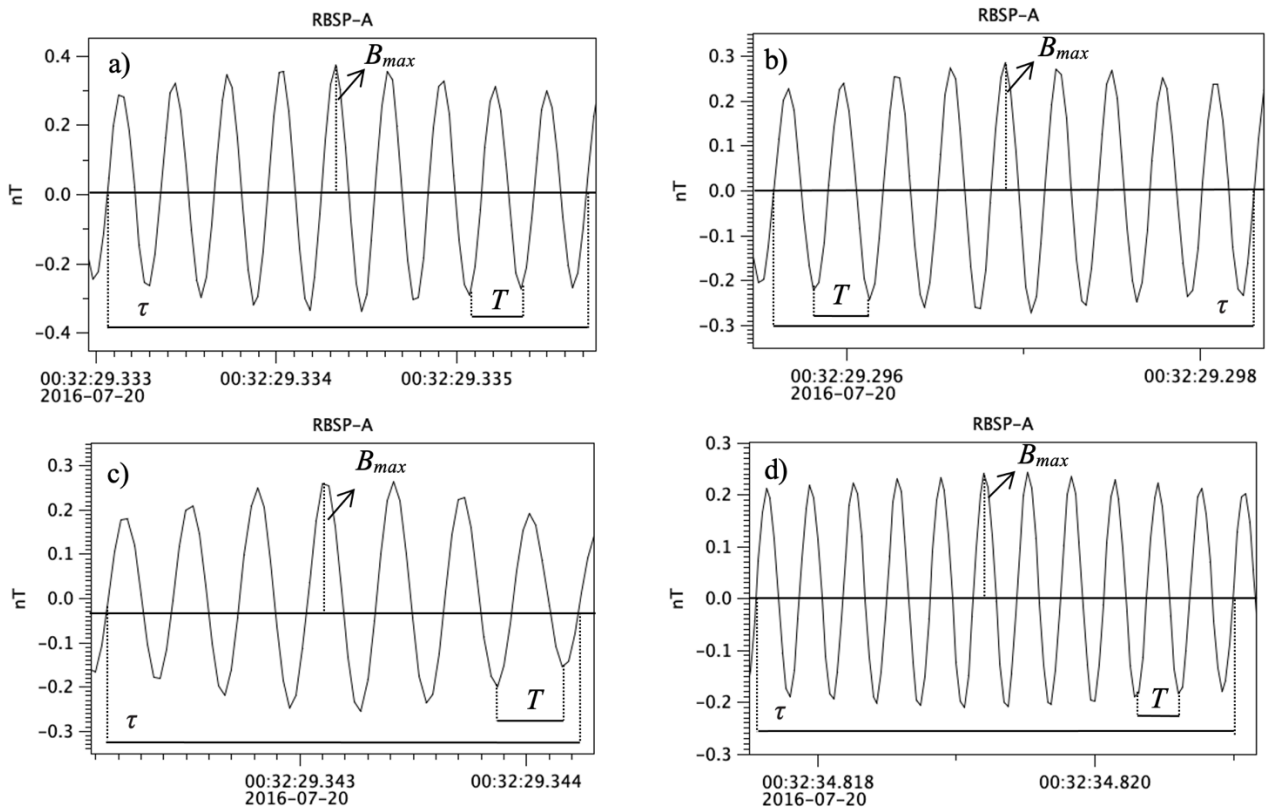 RBSP-A
a)
B_max
0.4
0.2
0.0
−0.2
−0.4
nT
τ
T
00:32:29.333 00:32:29.334 00:32:29.335
2016-07-20
RBSP-A
b)
B_max
0.3
0.2
0.1
0.0
−0.1
−0.2
−0.3
nT
T
τ
00:32:29.296 00:32:29.298
2016-07-20
RBSP-A
c)
B_max
0.3
0.2
0.1
0.0
−0.1
−0.2
−0.3
nT
τ
T
00:32:29.343 00:32:29.344
2016-07-20
RBSP-A
d)
B_max
0.3
0.2
0.1
0.0
−0.1
−0.2
−0.3
nT
τ
T
00:32:34.818 00:32:34.820
2016-07-20